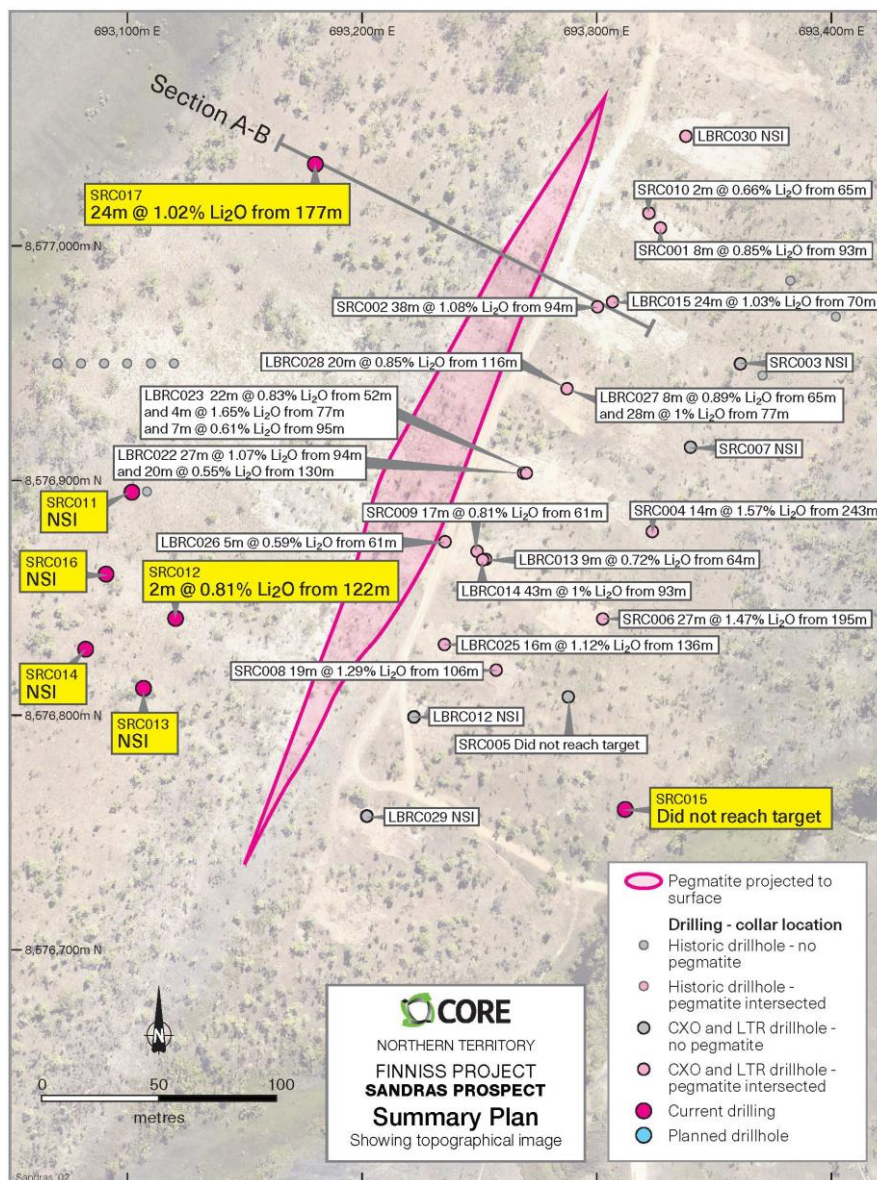 693,100m E
693,200m E
693,300m E
693,400m E
Section A-B
LBRC030 NSI
SRC017
24m @ 1.02% Li₂O from 177m
SRC010 2m @ 0.66% Li₂O from 65m
8,577,000m N
SRC001 8m @ 0.85% Li₂O from 93m
SRC002 38m @ 1.08% Li₂O from 94m
LBRC015 24m @ 1.03% Li₂O from 70m
LBRC028 20m @ 0.85% Li₂O from 116m
SRC003 NSI
LBRC023 22m @ 0.83% Li₂O from 52m
and 4m @ 1.65% Li₂O from 77m
and 7m @ 0.61% Li₂O from 95m
LBRC027 8m @ 0.89% Li₂O from 65m
and 28m @ 1% Li₂O from 77m
LBRC022 27m @ 1.07% Li₂O from 94m
and 20m @ 0.55% Li₂O from 130m
SRC007 NSI
8,576,900m N
SRC011
NSI
SRC009 17m @ 0.81% Li₂O from 61m
SRC004 14m @ 1.57% Li₂O from 243m
LBRC026 5m @ 0.59% Li₂O from 61m
LBRC013 9m @ 0.72% Li₂O from 64m
SRC016
NSI
SRC012
2m @ 0.81% Li₂O from 122m
LBRC014 43m @ 1% Li₂O from 93m
SRC006 27m @ 1.47% Li₂O from 195m
LBRC025 16m @ 1.12% Li₂O from 136m
SRC014
NSI
SRC008 19m @ 1.29% Li₂O from 106m
SRC013
NSI
8,576,800m N
LBRC012 NSI
SRC005 Did not reach target
LBRC029 NSI
SRC015
Did not reach target
8,576,700m N
N
0
50
100
metres
CORE
NORTHERN TERRITORY
FINNISS PROJECT
SANDRAS PROSPECT
Summary Plan
Showing topographical image
Pegmatite projected to
surface
Drilling - collar location
Historic drillhole - no
pegmatite
Historic drillhole -
pegmatite intersected
CXO and LTR drillhole -
no pegmatite
CXO and LTR drillhole -
pegmatite intersected
Current drilling
Planned drillhole
Sandras_02